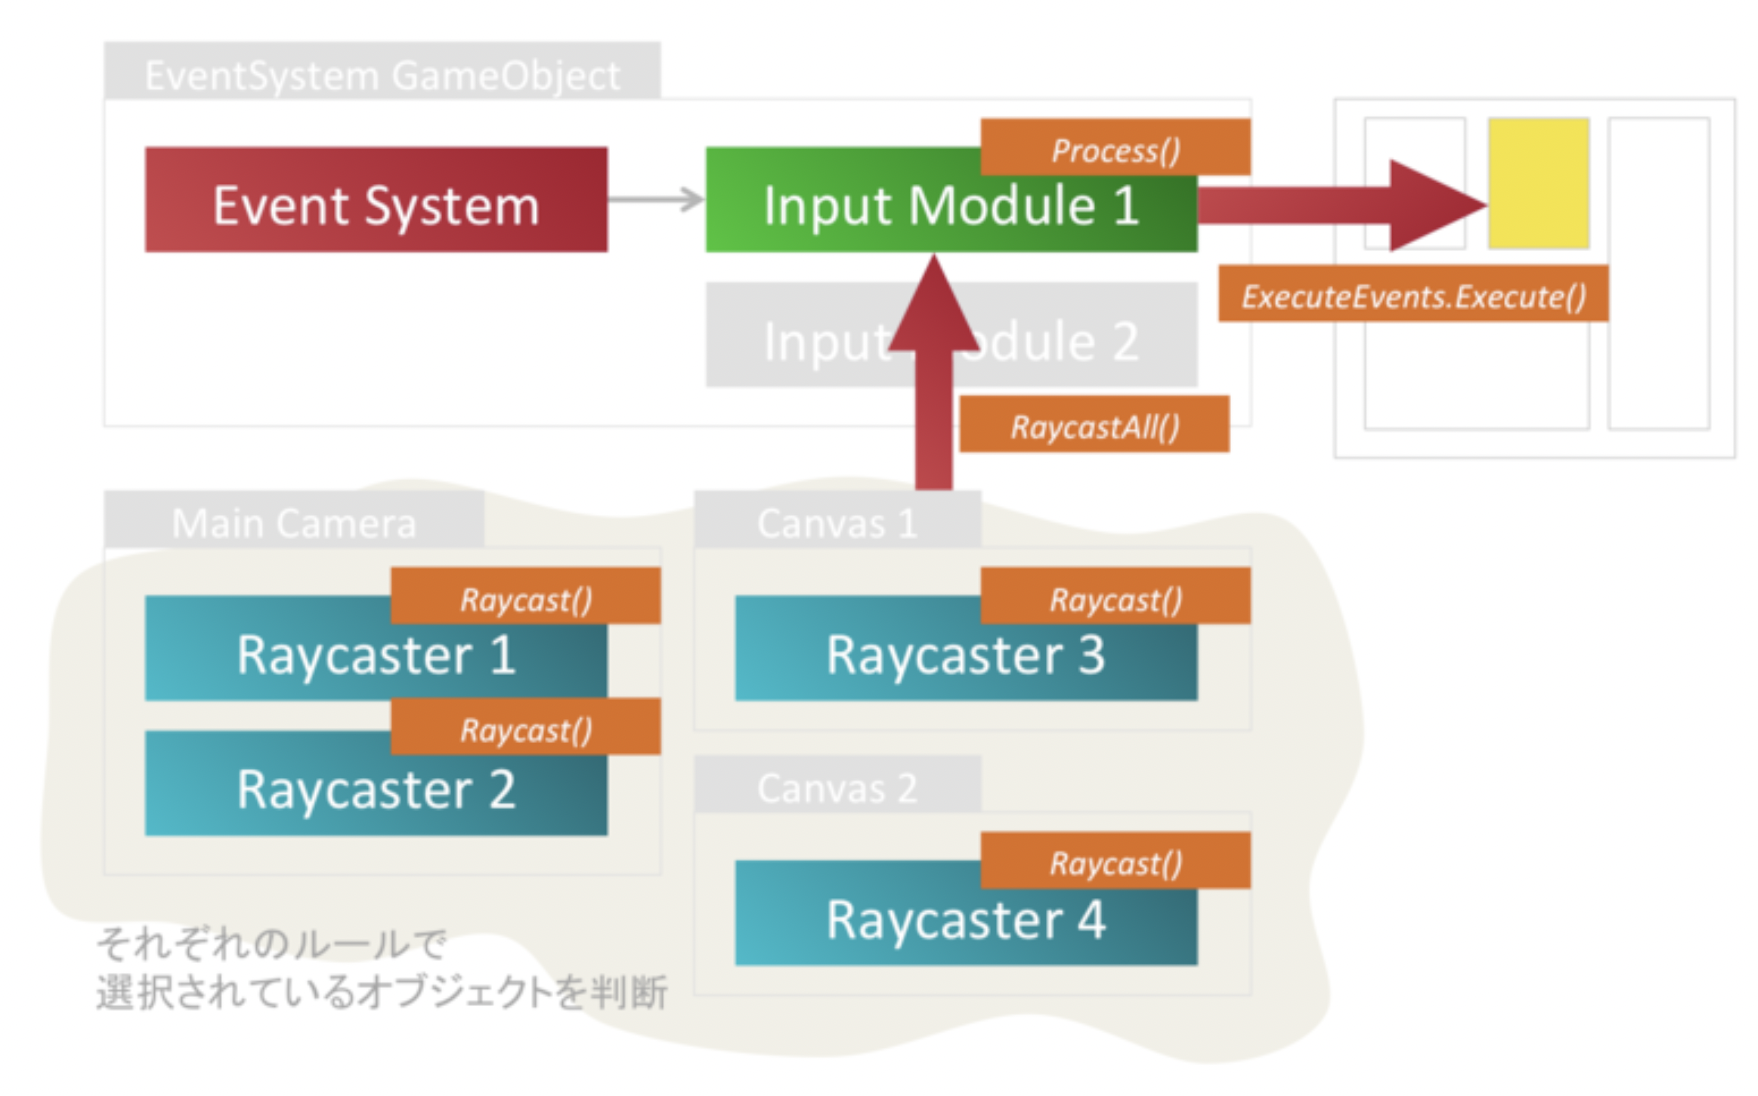 EventSystem GameObject
Event System
Process()
Input Module 1
ExecuteEvents.Execute()
Input Module 2
RaycastAll()
Main Camera
Raycast()
Raycaster 1
Raycast()
Raycaster 2
Canvas 1
Raycast()
Raycaster 3
Canvas 2
Raycast()
Raycaster 4
それぞれのルールで
選択されているオブジェクトを判断